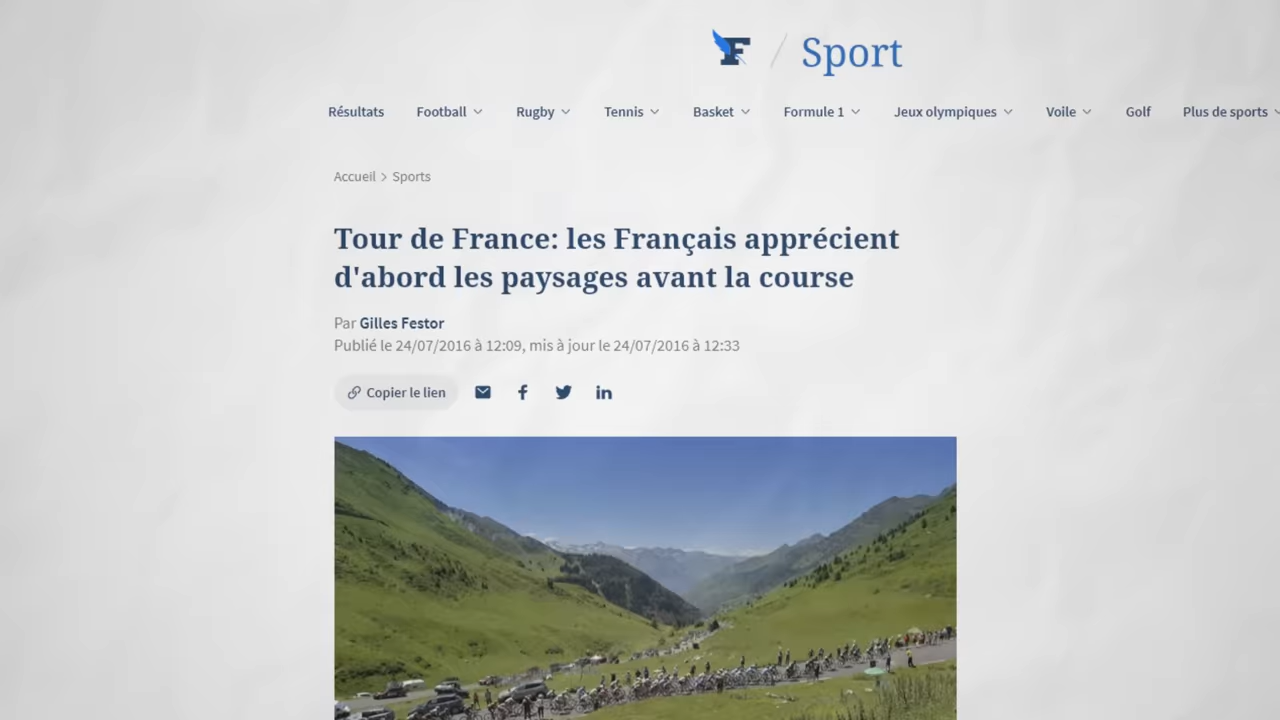 F / Sport
Résultats Football Rugby Tennis Basket Formule 1 Jeux olympiques Voile Golf Plus de sports
Accueil > Sports
Tour de France: les Français apprécient
d'abord les paysages avant la course
Par Gilles Festor
Publié le 24/07/2016 à 12:09, mis à jour le 24/07/2016 à 12:33
Copier le lien